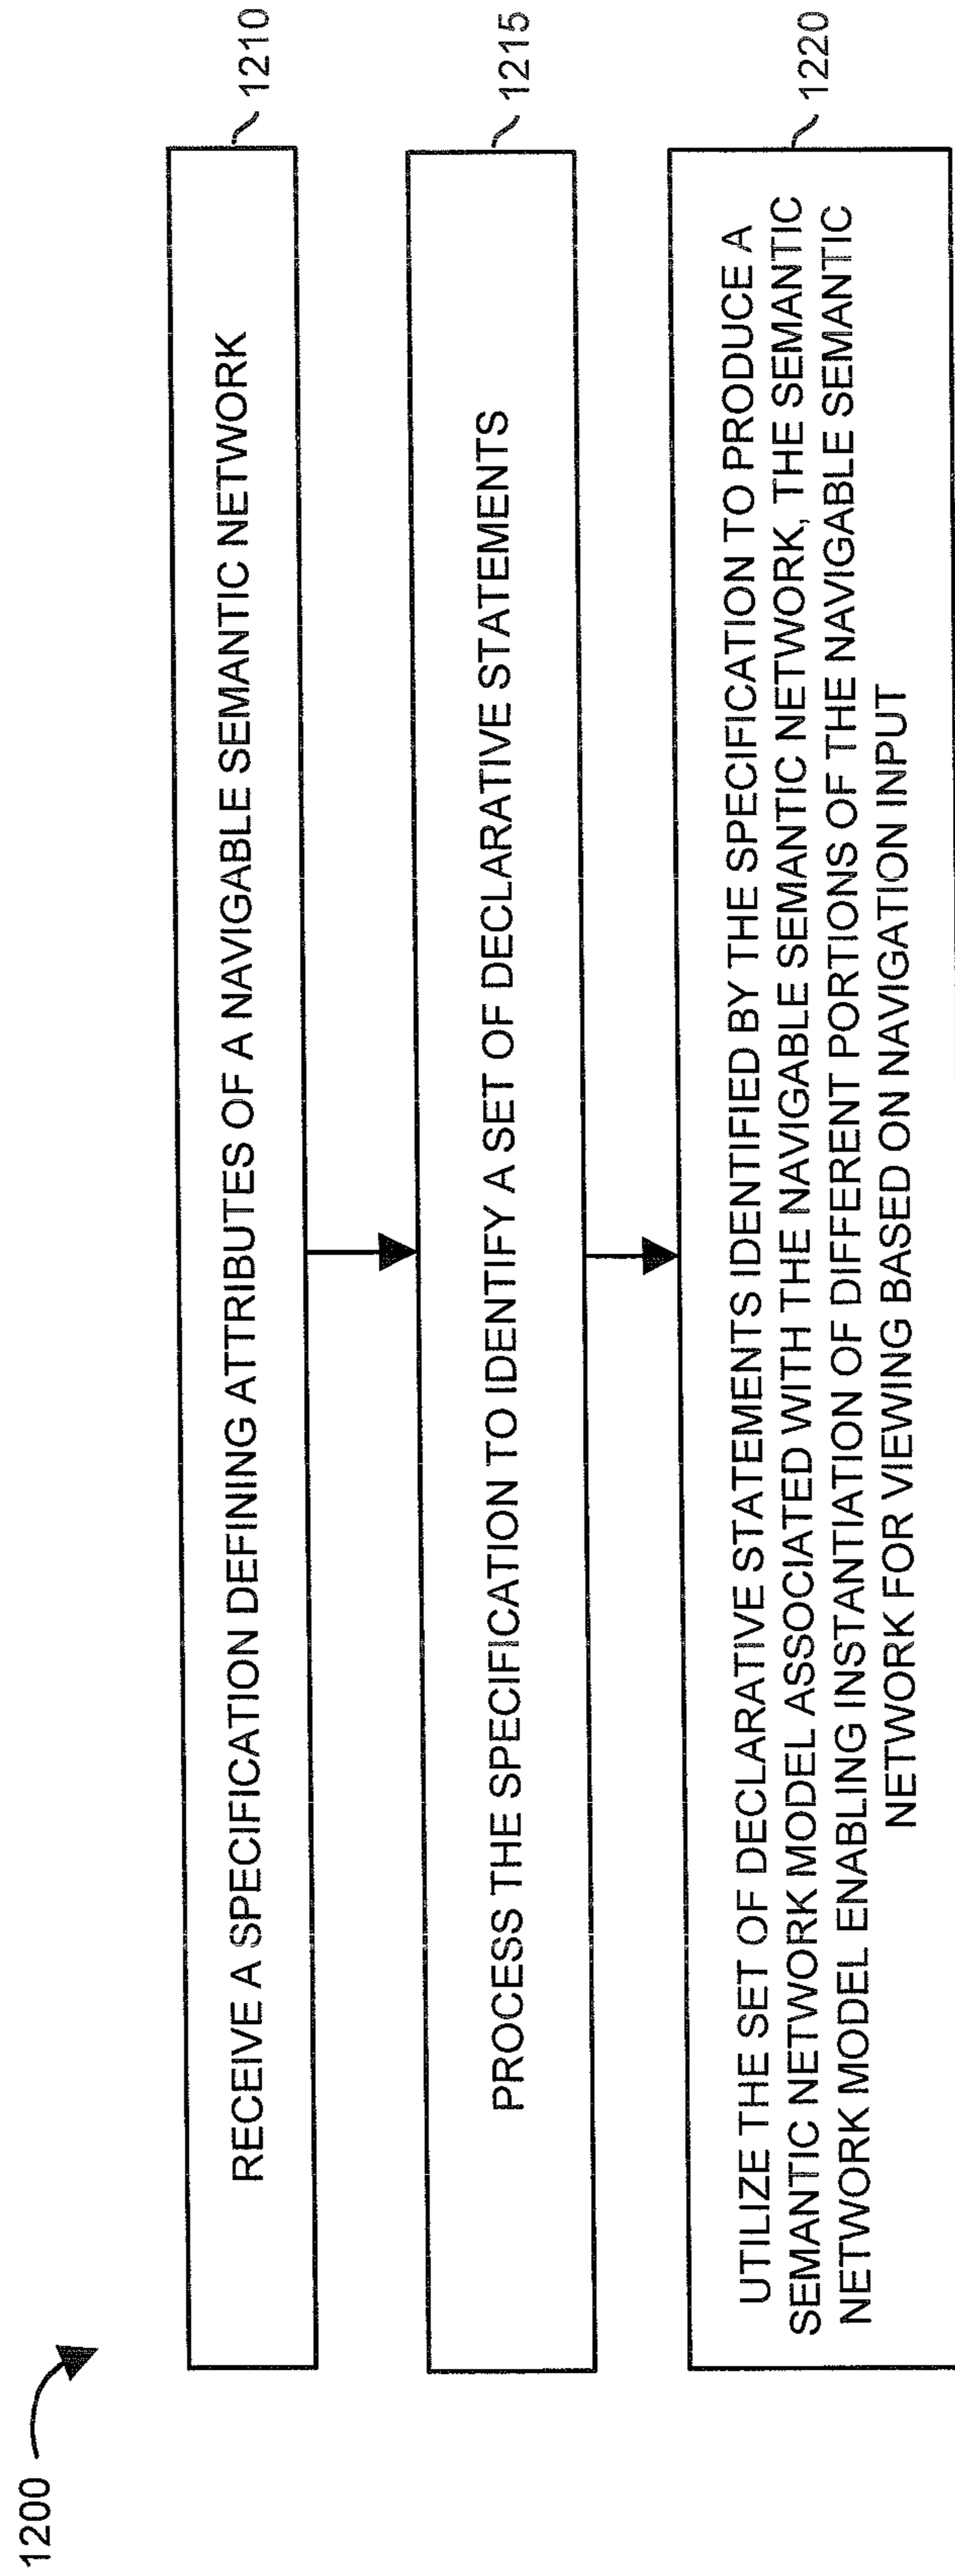 1200
RECEIVE A SPECIFICATION DEFINING ATTRIBUTES OF A NAVIGABLE SEMANTIC NETWORK
1210
PROCESS THE SPECIFICATION TO IDENTIFY A SET OF DECLARATIVE STATEMENTS
1215
UTILIZE THE SET OF DECLARATIVE STATEMENTS IDENTIFIED BY THE SPECIFICATION TO PRODUCE A
SEMANTIC NETWORK MODEL ASSOCIATED WITH THE NAVIGABLE SEMANTIC NETWORK, THE SEMANTIC
NETWORK MODEL ENABLING INSTANTIATION OF DIFFERENT PORTIONS OF THE NAVIGABLE SEMANTIC
NETWORK FOR VIEWING BASED ON NAVIGATION INPUT
1220